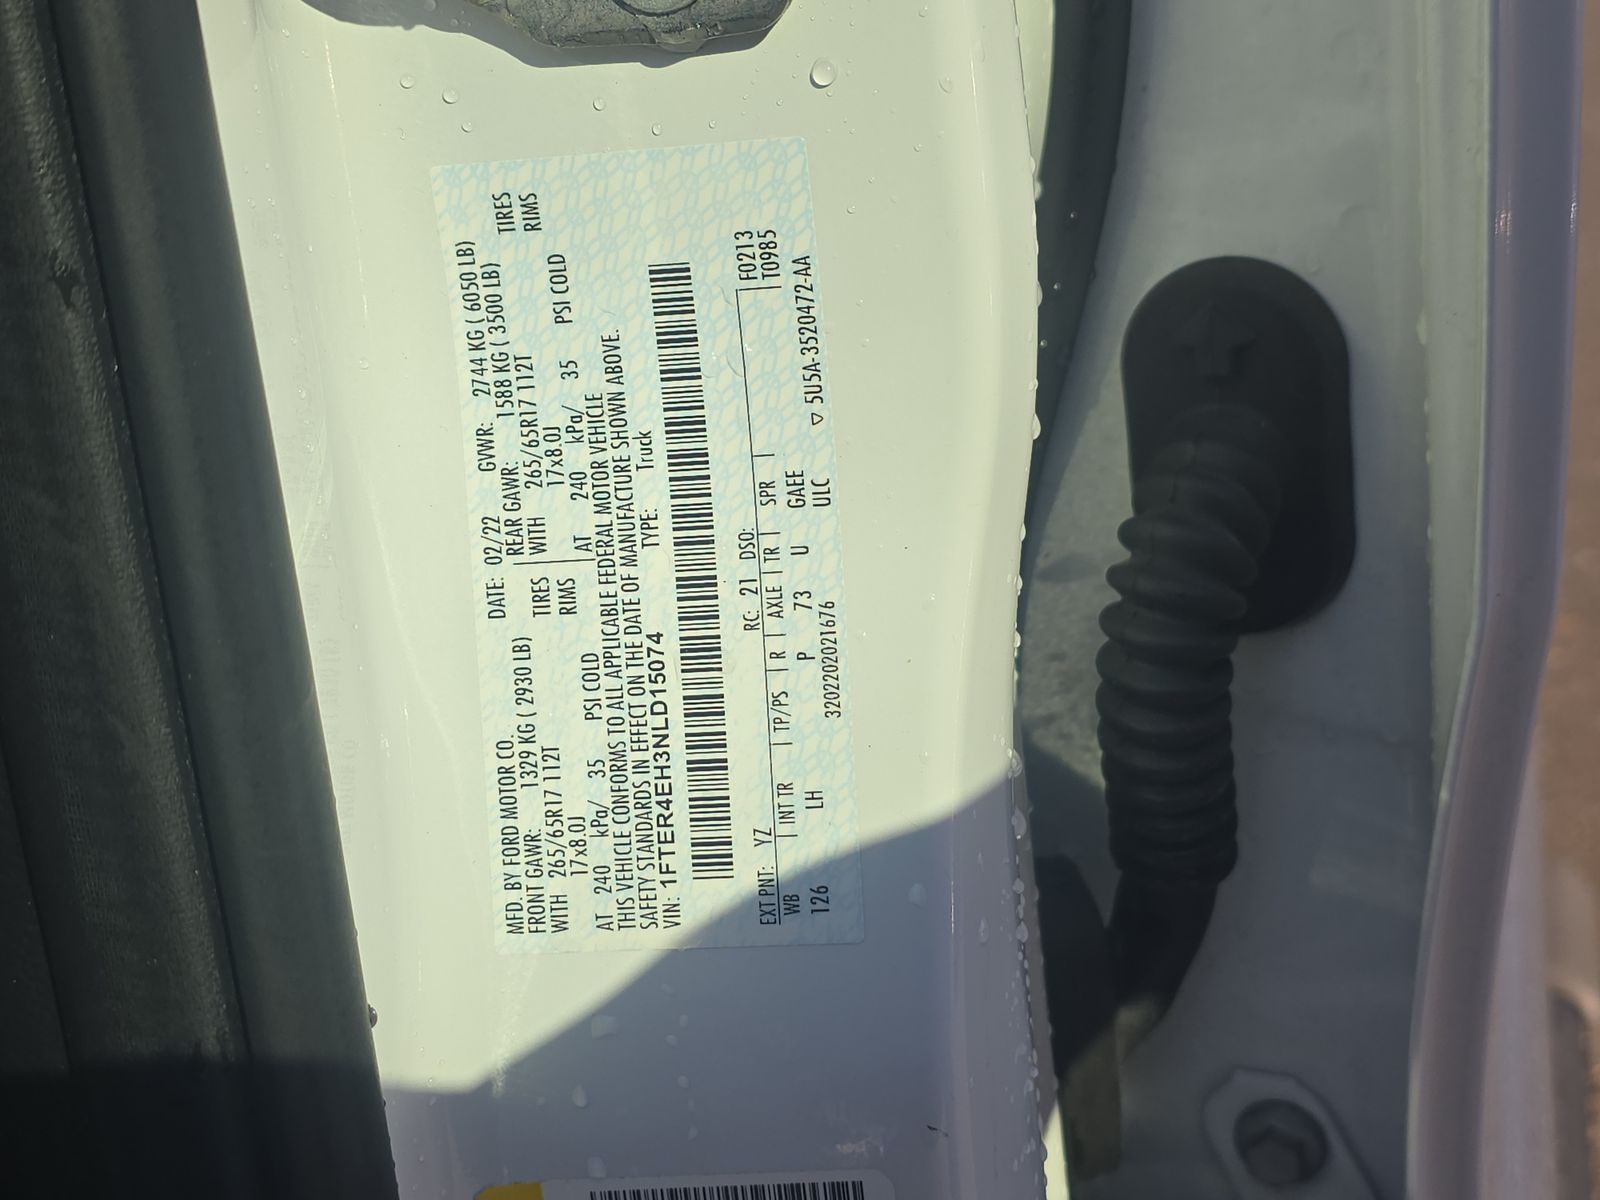 MFD. BY FORD MOTOR CO.
DATE: 02/22 GVWR: 2744 KG ( 6050 LB)
FRONT GAWR: 1329 KG ( 2930 LB) REAR GAWR: 1588 KG ( 3500 LB)
WITH 265/65R17 112T TIRES WITH 265/65R17 112T TIRES
17x8.0J RIMS 17x8.0J RIMS
AT 240 kPa/ 35 PSI COLD AT 240 kPa/ 35 PSI COLD
THIS VEHICLE CONFORMS TO ALL APPLICABLE FEDERAL MOTOR VEHICLE
SAFETY STANDARDS IN EFFECT ON THE DATE OF MANUFACTURE SHOWN ABOVE.
VIN: 1FTER4EH3NLD15074 TYPE: Truck
F0213
EXT PNT: YZ RC: 21 DSO: T0985
WB INT TR TP/PS R AXLE TR SPR
126 LH P 73 U GAEE
ULC ▽ 5U5A-3520472-AA
3202202021676